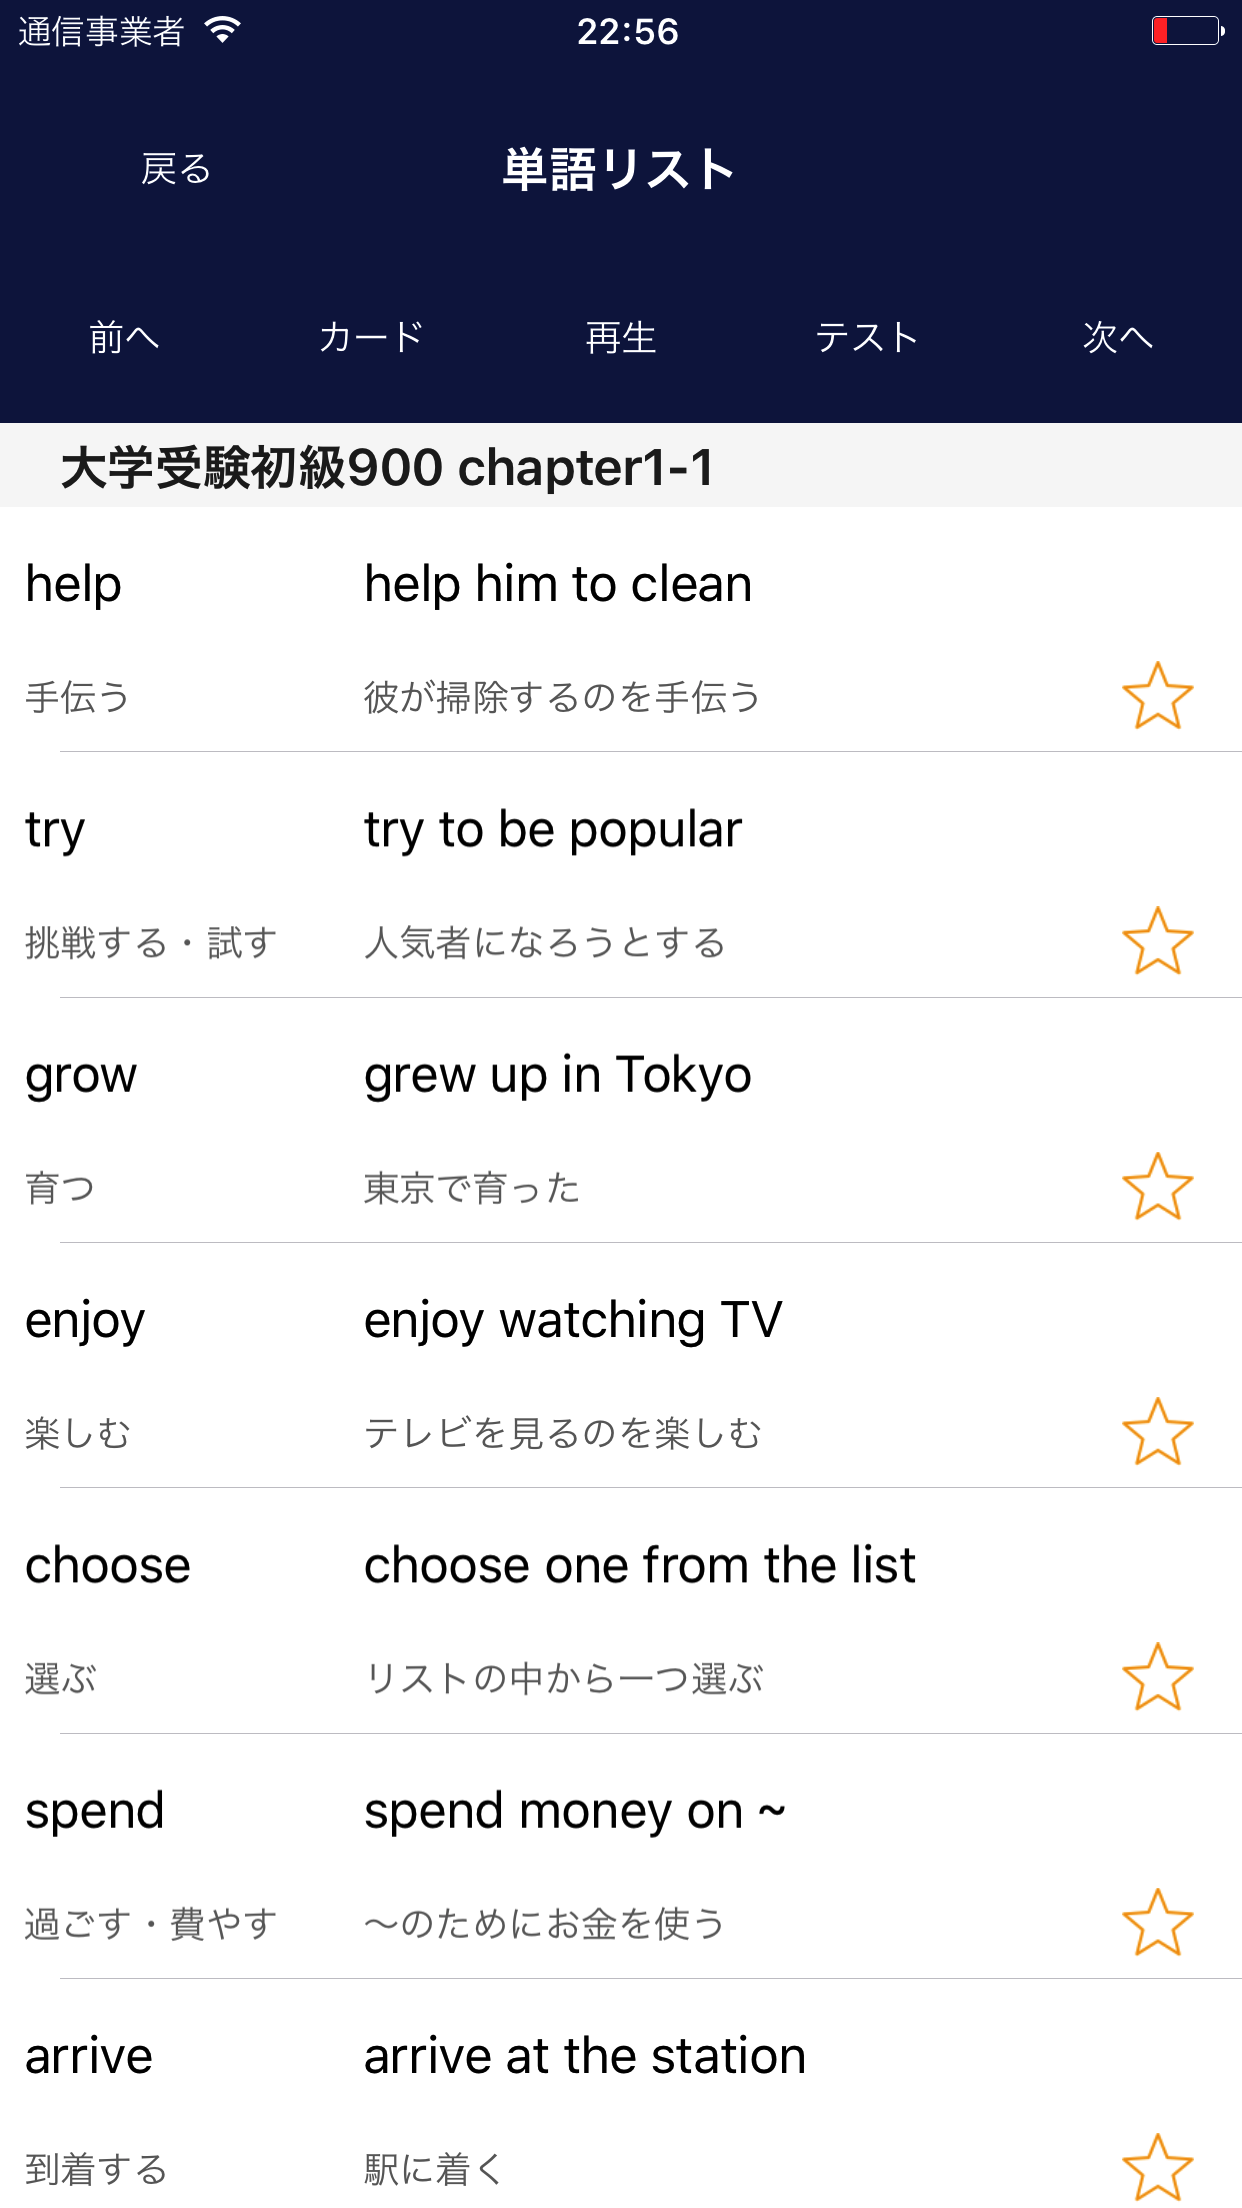 通信事業者 22:56
戻る 単語リスト
前へ カード 再生 テスト 次へ
大学受験初級900 chapter1-1
help help him to clean
手伝う 彼が掃除するのを手伝う
try try to be popular
挑戦する・試す 人気者になろうとする
grow grew up in Tokyo
育つ 東京で育った
enjoy enjoy watching TV
楽しむ テレビを見るのを楽しむ
choose choose one from the list
選ぶ リストの中から一つ選ぶ
spend spend money on ~
過ごす・費やす 〜のためにお金を使う
arrive arrive at the station
到着する 駅に着く